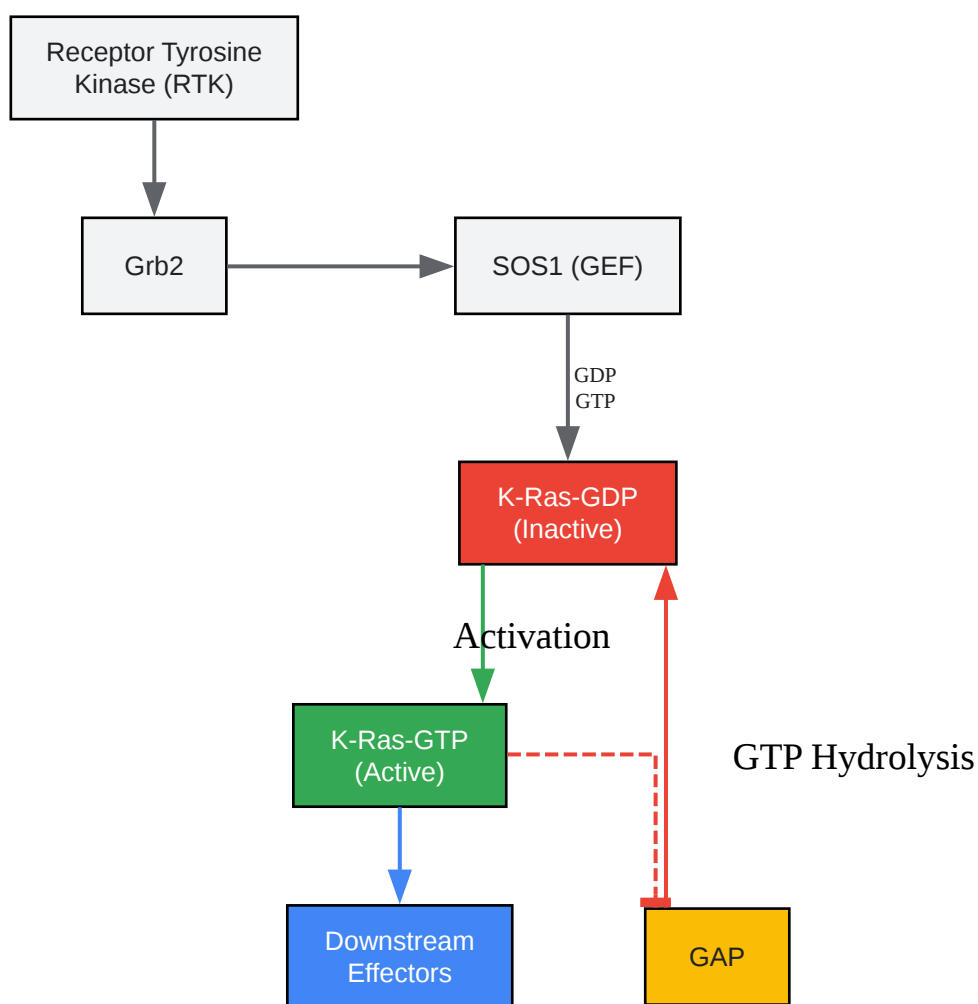 Receptor Tyrosine
Kinase (RTK)
Grb2
SOS1 (GEF)
GDP
GTP
K-Ras-GDP
(Inactive)
Activation
K-Ras-GTP
(Active)
GTP Hydrolysis
Downstream
Effectors
GAP